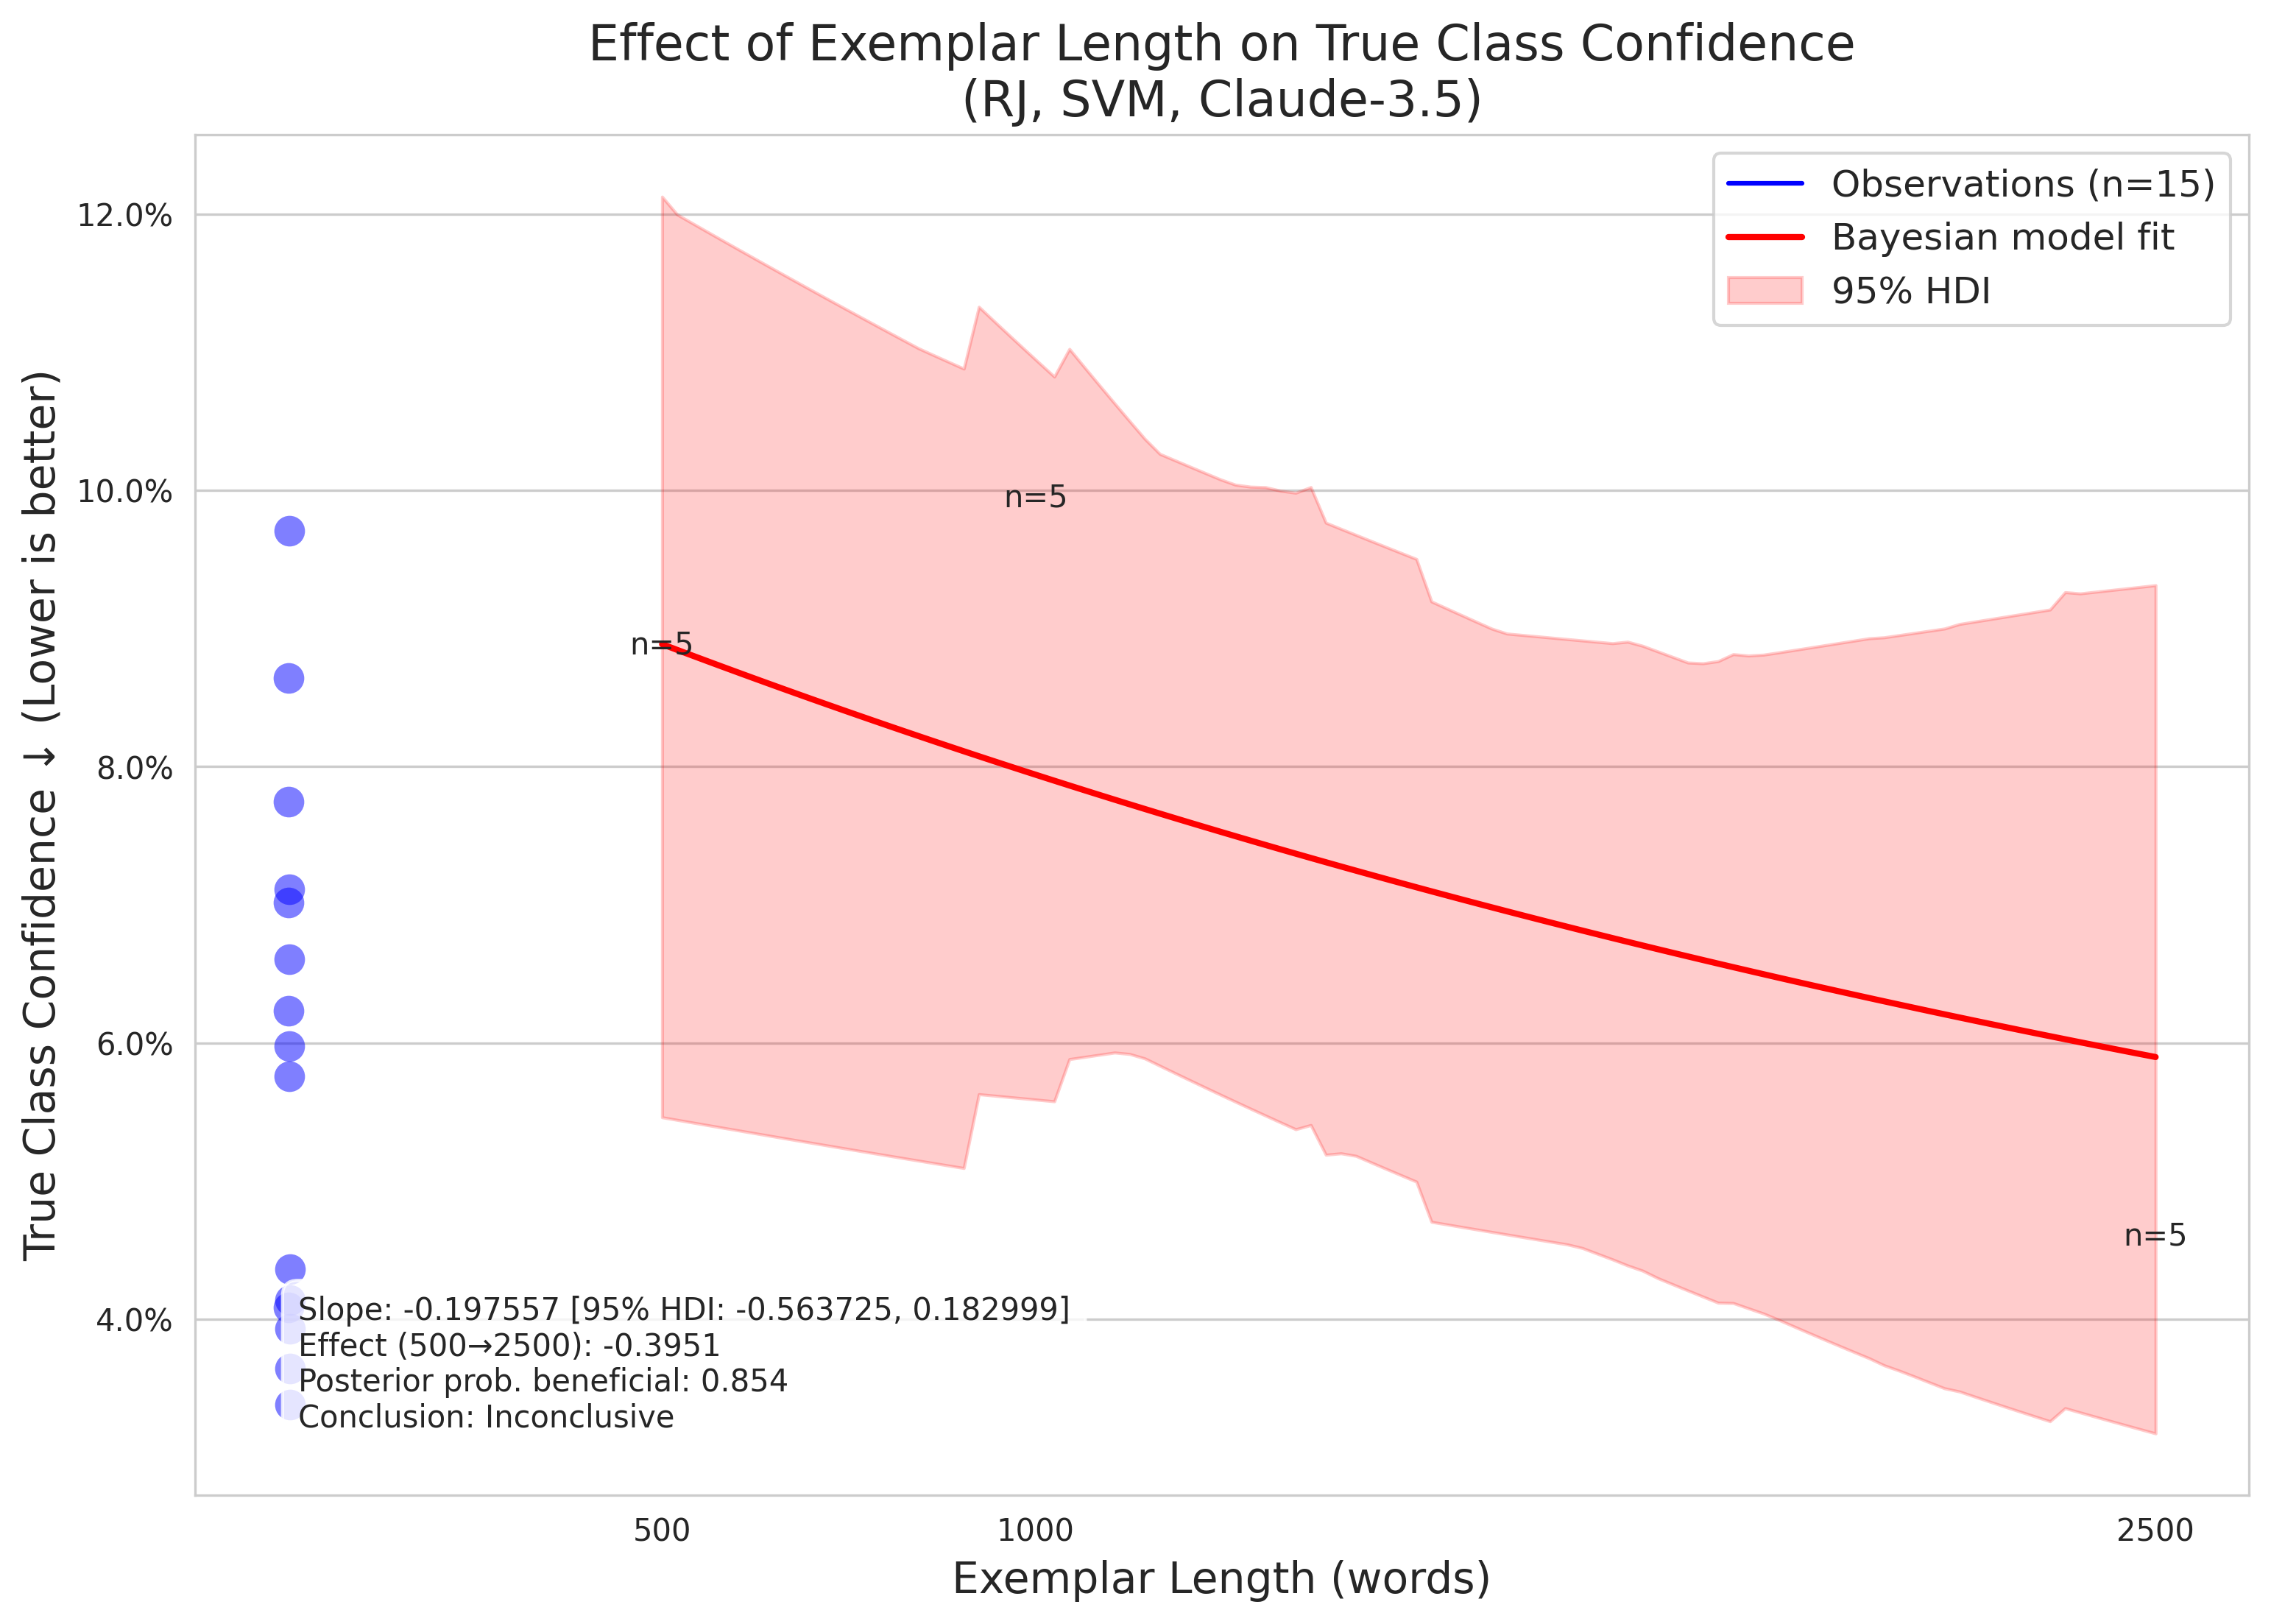 Effect of Exemplar Length on True Class Confidence
(RJ, SVM, Claude-3.5)
True Class Confidence ↓ (Lower is better)
12.0%
10.0%
8.0%
6.0%
4.0%
Observations (n=15)
Bayesian model fit
95% HDI
n=5
n=5
n=5
Slope: -0.197557 [95% HDI: -0.563725, 0.182999]
Effect (500→2500): -0.3951
Posterior prob. beneficial: 0.854
Conclusion: Inconclusive
500
1000
2500
Exemplar Length (words)